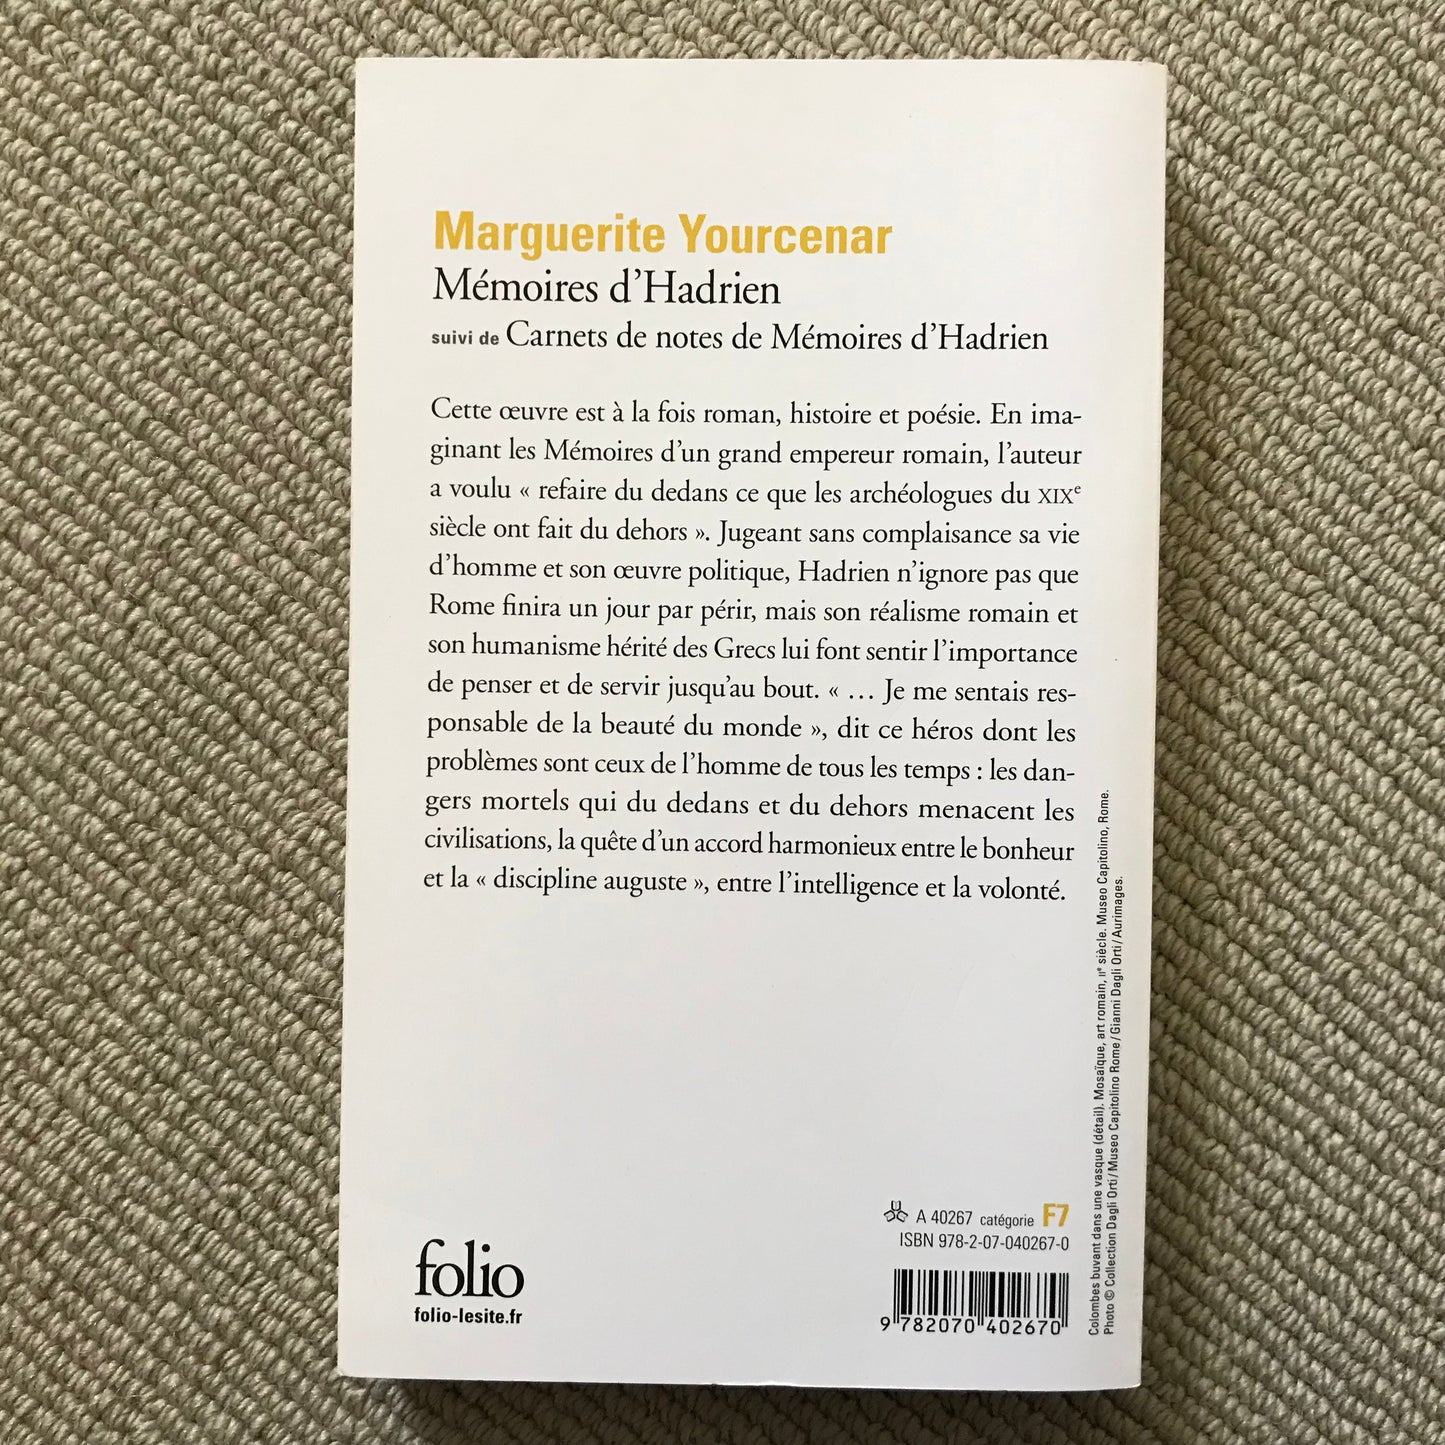 Marguerite Yourcenar
Mémoires d’Hadrien
suivi de Carnets de notes de Mémoires d’Hadrien
Cette œuvre est à la fois roman, histoire et poésie. En ima-
ginant les Mémoires d’un grand empereur romain, l’auteur
a voulu « refaire du dedans ce que les archéologues du XIXe
siècle ont fait du dehors ». Jugeant sans complaisance sa vie
d’homme et son œuvre politique, Hadrien n’ignore pas que
Rome finira un jour par périr, mais son réalisme romain et
son humanisme hérité des Grecs lui font sentir l’importance
de penser et de servir jusqu’au bout. « … Je me sentais res-
ponsable de la beauté du monde », dit ce héros dont les
problèmes sont ceux de l’homme de tous les temps : les dan-
gers mortels qui du dedans et du dehors menacent les
civilisations, la quête d’un accord harmonieux entre le bonheur
et la « discipline auguste », entre l’intelligence et la volonté.
Colombes buvant dans une vasque (détail). Mosaïque, art romain, IIe siècle. Museo Capitolino, Rome.
Photo © Collection Dagli Orti / Museo Capitolino Rome / Gianni Dagli Orti / Aurimages.
folio
folio-lesite.fr
A 40267 catégorie F7
ISBN 978-2-07-040267-0
9 782070 402670